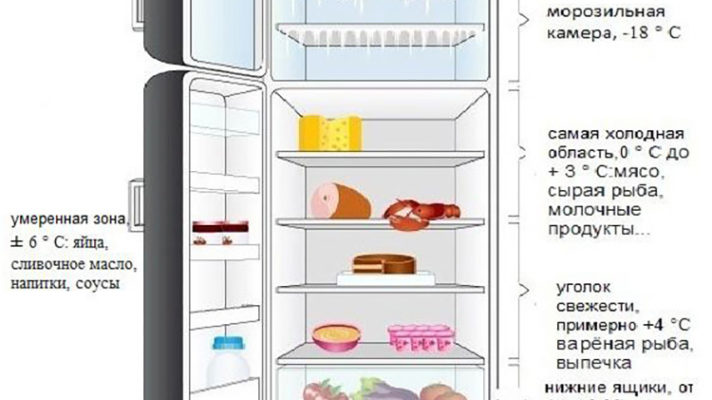 морозильная
камера, -18 ° С
самая холодная
область,0 ° С до
+ 3 ° С:мясо,
сырая рыба,
молочные
продукты...
умеренная зона,
± 6 ° С: яйца,
сливочное масло,
напитки, соусы
уголок
свежести,
примерно +4 °С
варёная рыба,
выпечка
нижние ящики, от